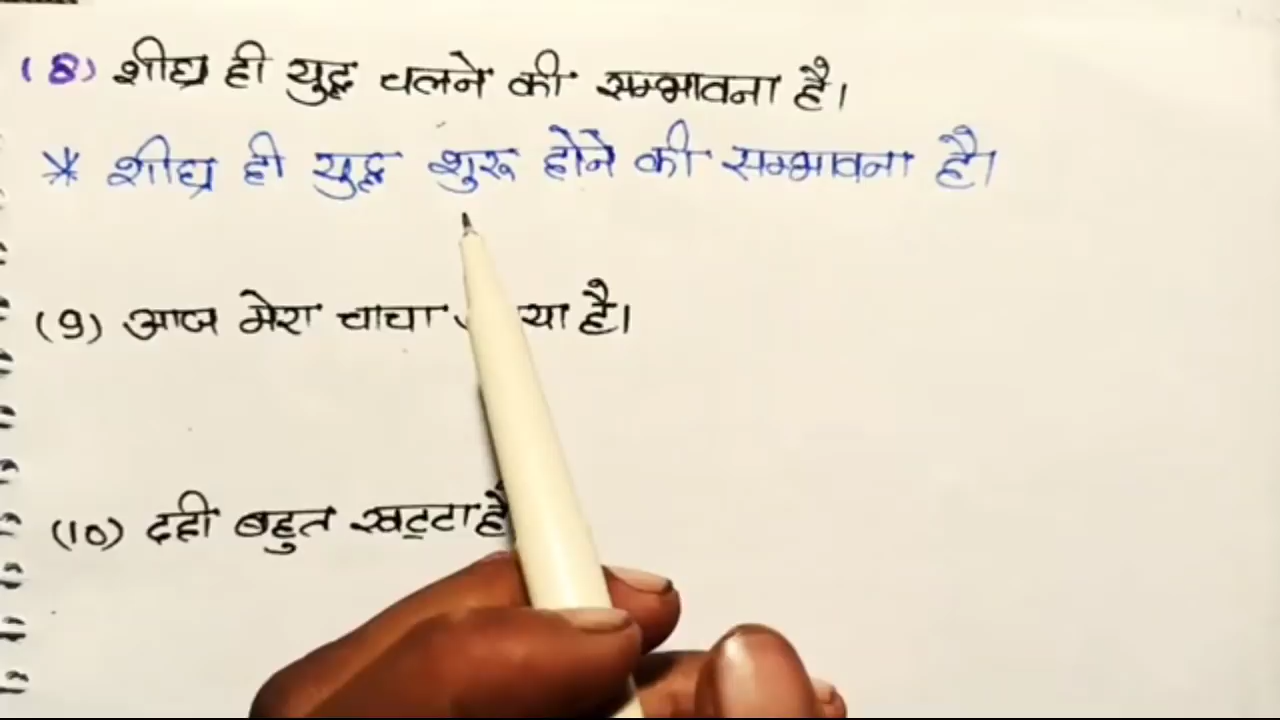 (8) शीघ्र ही युद्ध चलने की सम्भावना है।
* शीघ्र ही युद्ध शुरू होने की सम्भावना है।
(9) आज मेरा चाचा है।
(10) दही बहुत खट्टा है